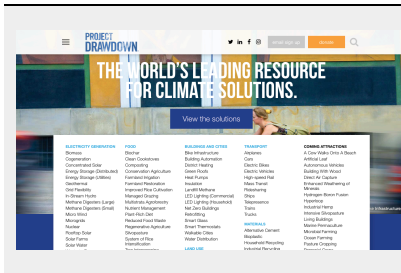 PROJECT
DRAWDOWN.
email sign up
donate
THE WORLD'S LEADING RESOURCE
FOR CLIMATE SOLUTIONS.
View the solutions
ELECTRICITY GENERATION
Biomass
Cogeneration
Concentrated Solar
Energy Storage (Distributed)
Energy Storage (Utilities)
Geothermal
Grid Flexibility
In-Stream Hydro
Methane Digesters (Large)
Methane Digesters (Small)
Micro Wind
Microgrids
Nuclear
Rooftop Solar
Solar Farms
Solar Water
FOOD
Biochar
Clean Cookstoves
Composting
Conservation Agriculture
Farmland Irrigation
Farmland Restoration
Improved Rice Cultivation
Managed Grazing
Multistrata Agroforestry
Nutrient Management
Plant-Rich Diet
Reduced Food Waste
Regenerative Agriculture
Silvopasture
System of Rice
Intensification
BUILDINGS AND CITIES
Bike Infrastructure
Building Automation
District Heating
Green Roofs
Heat Pumps
Insulation
Landfill Methane
LED Lighting (Commercial)
LED Lighting (Household)
Net Zero Buildings
Retrofitting
Smart Glass
Smart Thermostats
Walkable Cities
Water Distribution
LAND USE
TRANSPORT
Airplanes
Cars
Electric Bikes
Electric Vehicles
High-speed Rail
Mass Transit
Ridesharing
Ships
Telepresence
Trains
Trucks
MATERIALS
Alternative Cement
Bioplastic
Household Recycling
Industrial Recycling
COMING ATTRACTIONS
A Cow Walks Onto A Beach
Artificial Leaf
Autonomous Vehicles
Building With Wood
Direct Air Capture
Enhanced Weathering of
Minerals
Hydrogen-Boron Fusion
Hyperloop
Industrial Hemp
Intensive Silvopasture
Living Buildings
Marine Permaculture
Microbial Farming
Ocean Farming
Pasture Cropping
Infrastructure